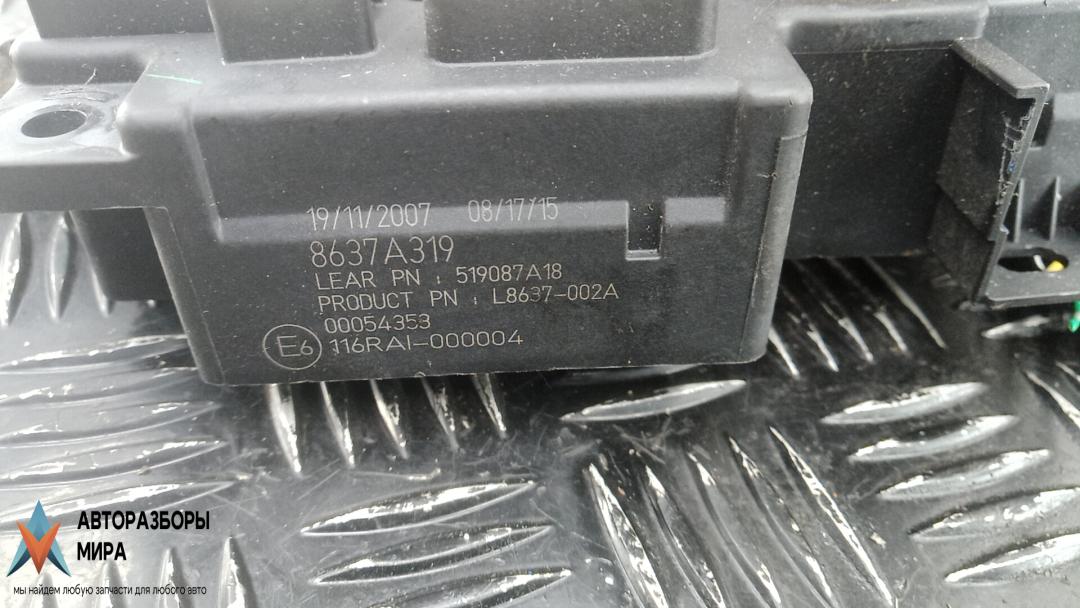 19/11/2007 08/17/15
8637A319
LEAR PN : 519087A18
PRODUCT PN : L8637-002A
00054353
E6 116RAI-000004
АВТОРАЗБОРЫ
МИРА
мы найдем любую запчасти для любого авто